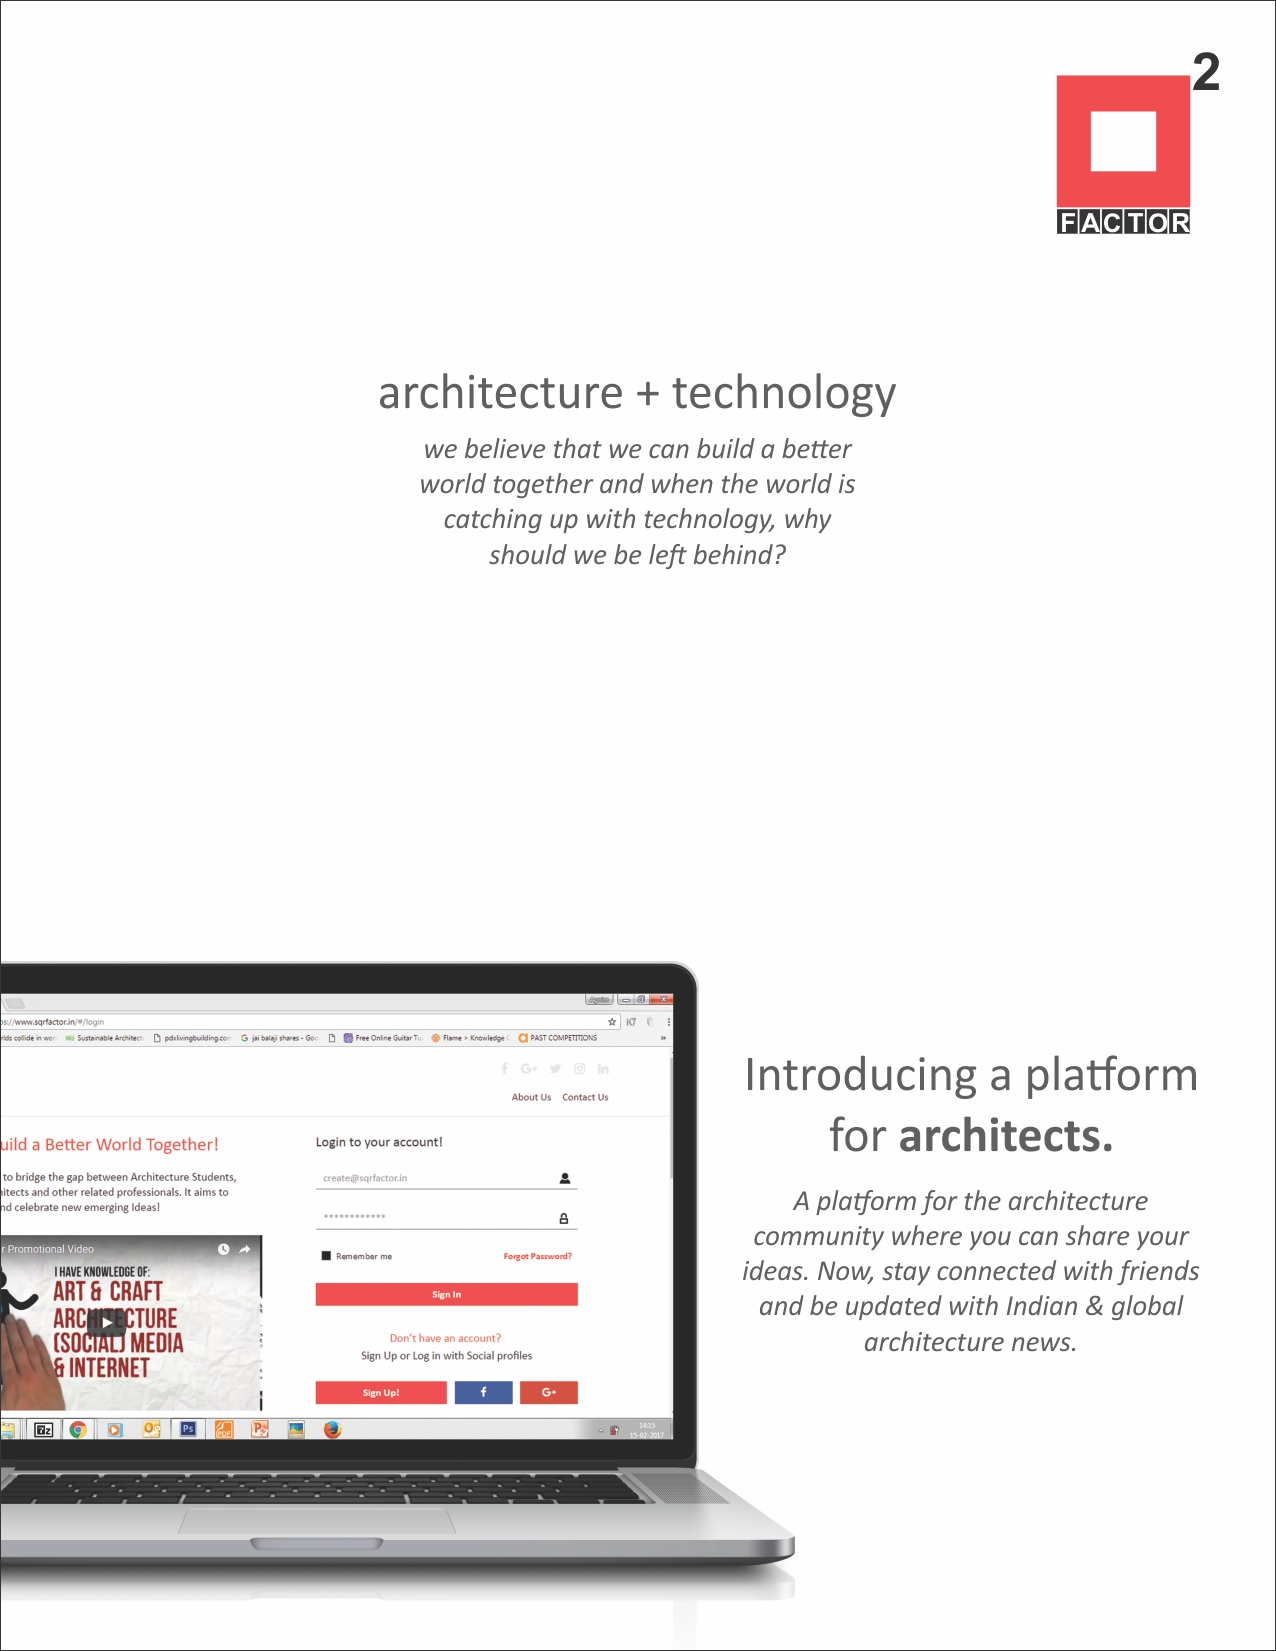 2
FACTOR
architecture + technology
we believe that we can build a better
world together and when the world is
catching up with technology, why
should we be left behind?
Agrim
ps://www.sqrfactor.in/#/login
rlds collide in wor Sustainable Architect pdxlivingbuilding.co jai balaji shares - Goo Free Online Guitar Tu Flame > Knowledge C PAST COMPETITIONS »
About Us Contact Us
uild a Better World Together!
to bridge the gap between Architecture Students,
hitects and other related professionals. It aims to
nd celebrate new emerging Ideas!
r Promotional Video
I HAVE KNOWLEDGE OF:
ART & CRAFT
ARCHITECTURE
(SOCIAL) MEDIA
& INTERNET
Login to your account!
create@sqrfactor.in
************
Remember me Forgot Password?
Sign In
Don't have an account?
Sign Up or Log in with Social profiles
Sign Up! f G+
7z Ps PDF
14:15
15-02-2017
Introducing a platform
for architects.
A platform for the architecture
community where you can share your
ideas. Now, stay connected with friends
and be updated with Indian & global
architecture news.